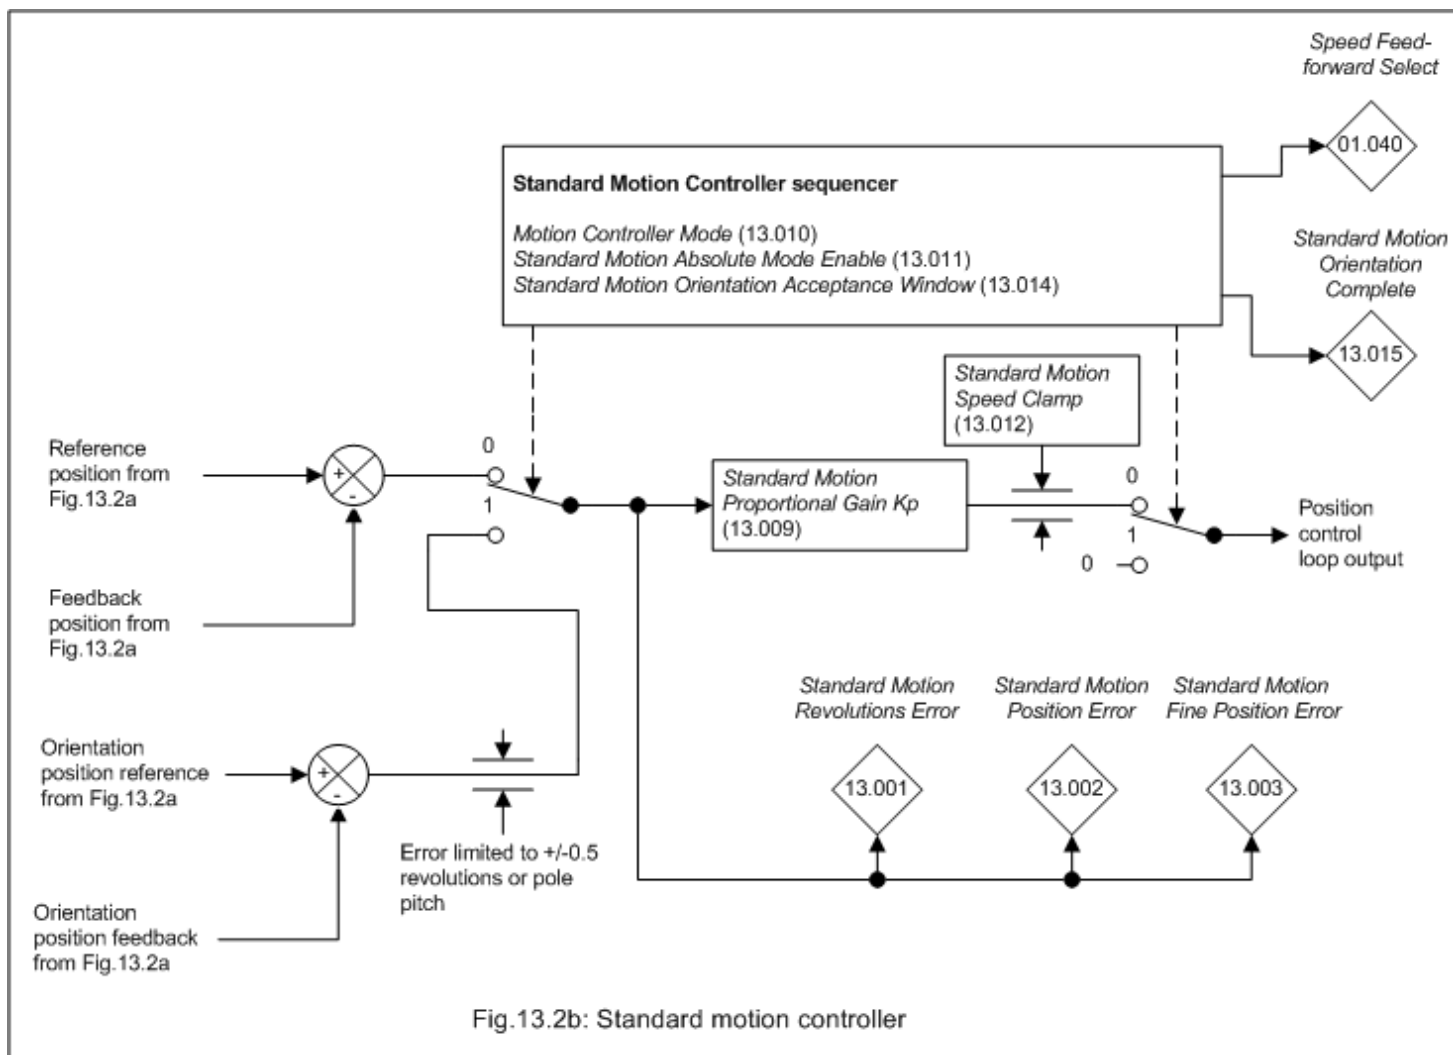 Speed Feed-
forward Select
01.040
Standard Motion Controller sequencer
Motion Controller Mode (13.010)
Standard Motion Absolute Mode Enable (13.011)
Standard Motion Orientation Acceptance Window (13.014)
Standard Motion
Orientation
Complete
13.015
Standard Motion
Speed Clamp
(13.012)
Reference
position from
Fig.13.2a
+
-
0
1
Standard Motion
Proportional Gain Kp
(13.009)
0
1
0
Position
control
loop output
Feedback
position from
Fig.13.2a
Standard Motion
Revolutions Error
Standard Motion
Position Error
Standard Motion
Fine Position Error
13.001
13.002
13.003
Orientation
position reference
from Fig.13.2a
+
-
Error limited to +/-0.5
revolutions or pole
pitch
Orientation
position feedback
from Fig.13.2a
Fig.13.2b: Standard motion controller